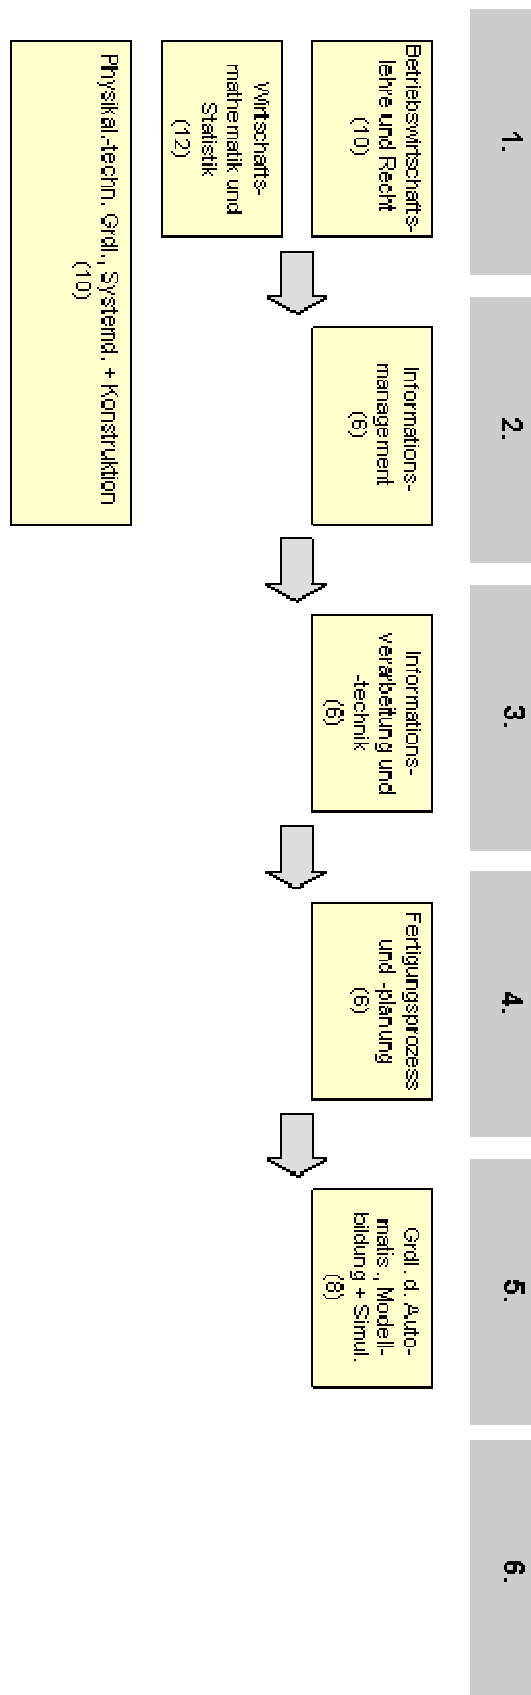 1.
2.
3.
4.
5.
6.
Betriebswirtschafts-
lehre und Recht
(10)
Informations-
management
(6)
Informations-
verarbeitung und
-technik
(6)
Fertigungsprozess
und -planung
(6)
Grdl. d. Auto-
matis., Modell-
bildung + Simul.
(8)
Wirtschafts-
mathematik und
Statistik
(12)
Physikal.-techn. Grdl., Systemd. + Konstruktion
(10)